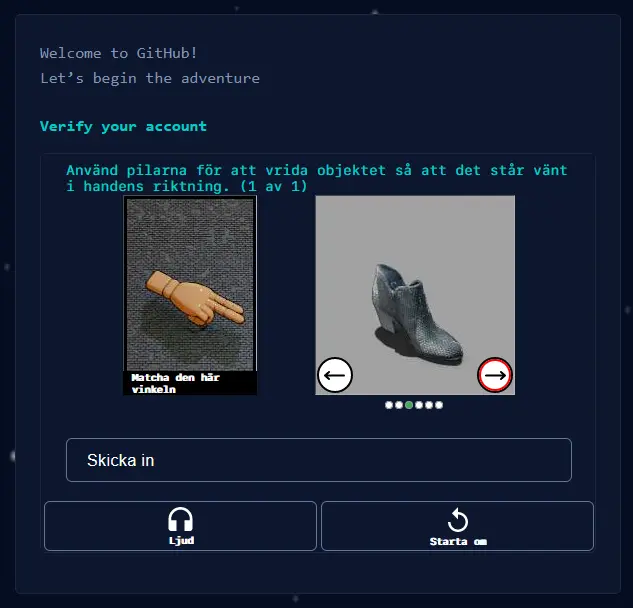 Welcome to GitHub!
Let’s begin the adventure
Verify your account
Använd pilarna för att vrida objektet så att det står vänt
i handens riktning. (1 av 1)
Matcha den här
vinkeln
Skicka in
Ljud
Starta om